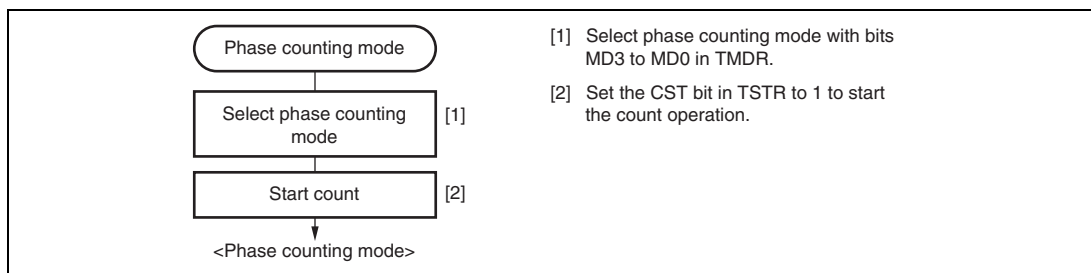 Phase counting mode
Select phase counting
mode
[1]
Start count
[2]
<Phase counting mode>
[1] Select phase counting mode with bits
MD3 to MD0 in TMDR.
[2] Set the CST bit in TSTR to 1 to start
the count operation.